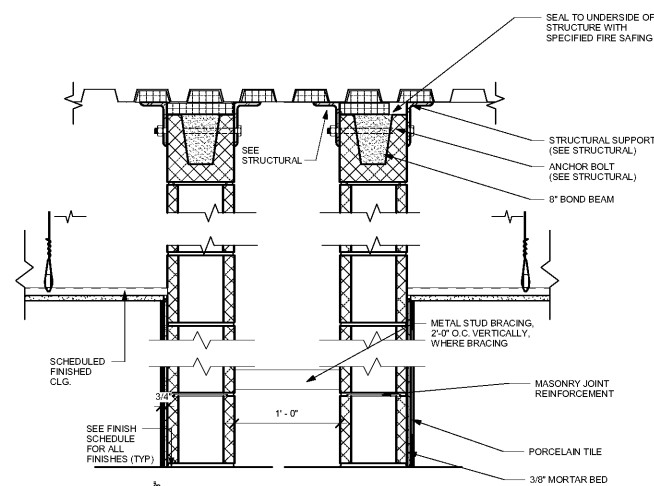 SEAL TO UNDERSIDE OF
STRUCTURE WITH
SPECIFIED FIRE SAFING
STRUCTURAL SUPPORT
(SEE STRUCTURAL)
SEE
STRUCTURAL
ANCHOR BOLT
(SEE STRUCTURAL)
8" BOND BEAM
METAL STUD BRACING,
2'-0" O.C. VERTICALLY,
WHERE BRACING
SCHEDULED
FINISHED
CLG.
MASONRY JOINT
REINFORCEMENT
3/4"
1' - 0"
SEE FINISH
SCHEDULE
FOR ALL
FINISHES (TYP)
PORCELAIN TILE
3/8" MORTAR BED